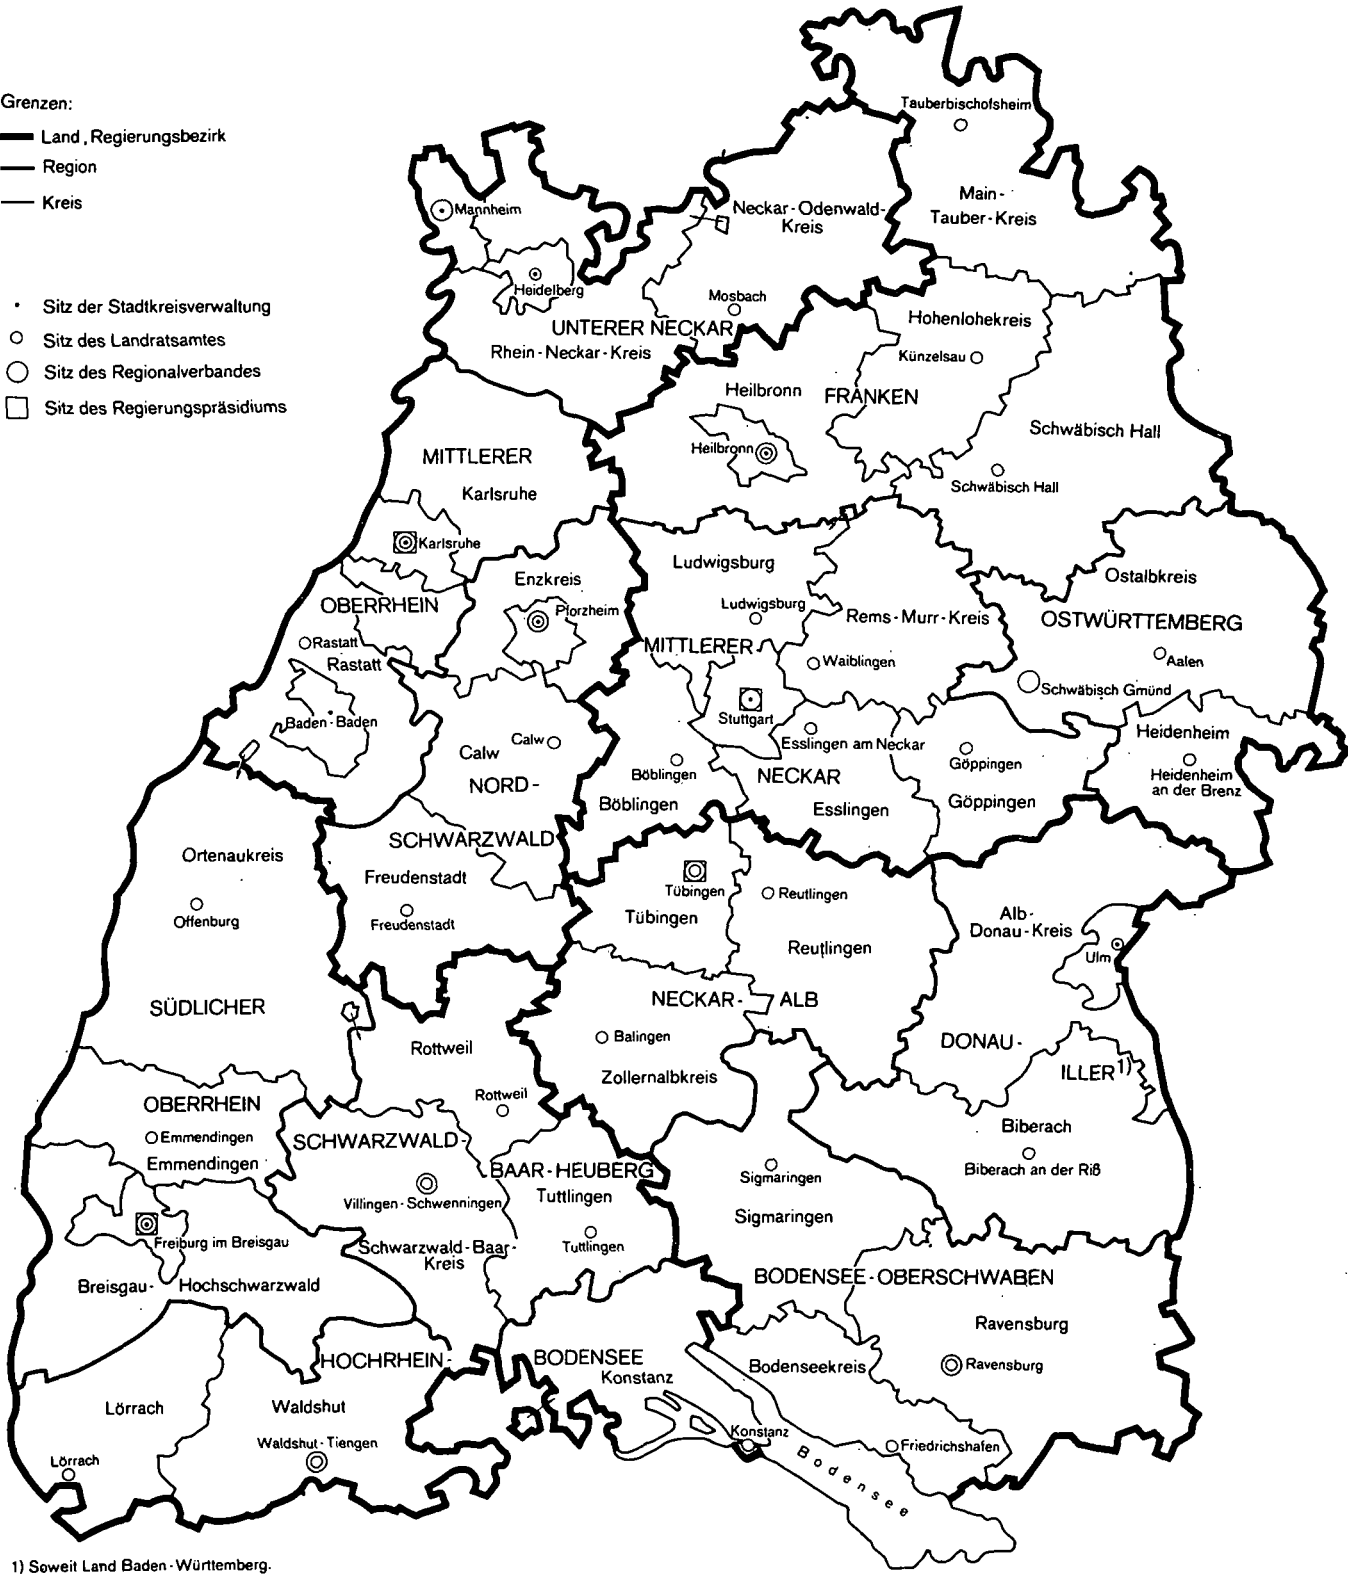 Grenzen:
Land, Regierungsbezirk
Region
Kreis
Sitz der Stadtkreisverwaltung
Sitz des Landratsamtes
Sitz des Regionalverbandes
Sitz des Regierungspräsidiums
Tauberbischofsheim
Main-
Tauber-Kreis
Mannheim
Neckar-Odenwald-
Kreis
Heidelberg
Mosbach
UNTERER NECKAR
Rhein-Neckar-Kreis
Hohenlohekreis
Künzelsau
Heilbronn
FRANKEN
Schwäbisch Hall
Heilbronn
Schwäbisch Hall
MITTLERER
Karlsruhe
Karlsruhe
Ludwigsburg
Enzkreis
Ostalbkreis
OBERRHEIN
Pforzheim
Ludwigsburg
Rems-Murr-Kreis
OSTWÜRTTEMBERG
Rastatt
Rastatt
MITTLERER
Waiblingen
Aalen
Schwäbisch Gmünd
Baden-Baden
Stuttgart
Calw
Calw
Esslingen am Neckar
Göppingen
Heidenheim
Heidenheim
an der Brenz
NORD-
Böblingen
NECKAR
Böblingen
Esslingen
Göppingen
SCHWARZWALD
Ortenaukreis
Freudenstadt
Tübingen
Reutlingen
Offenburg
Freudenstadt
Tübingen
Alb-
Donau-Kreis
Reutlingen
Ulm
SÜDLICHER
NECKAR-
ALB
Balingen
DONAU-
Rottweil
ILLER1)
Zollernalbkreis
Rottweil
OBERRHEIN
Emmendingen
Emmendingen
SCHWARZWALD-
Biberach
Biberach an der Riß
BAAR-HEUBERG
Sigmaringen
Tuttlingen
Villingen-Schwenningen
Sigmaringen
Freiburg im Breisgau
Schwarzwald-Baar-
Kreis
Tuttlingen
Breisgau-
Hochschwarzwald
BODENSEE-OBERSCHWABEN
Ravensburg
HOCHRHEIN-
BODENSEE
Konstanz
Bodenseekreis
Ravensburg
Lörrach
Waldshut
Waldshut-Tiengen
Konstanz
Friedrichshafen
Lörrach
Bodensee
1) Soweit Land Baden-Württemberg.